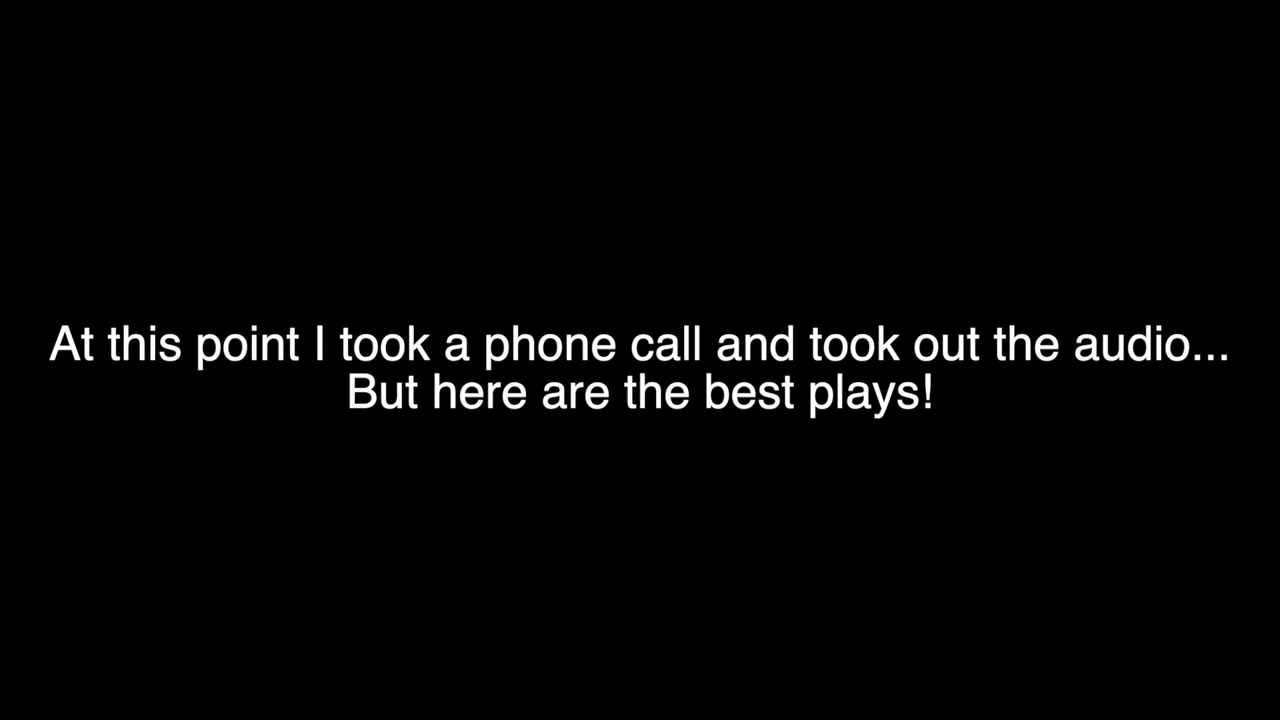 At this point I took a phone call and took out the audio...
But here are the best plays!